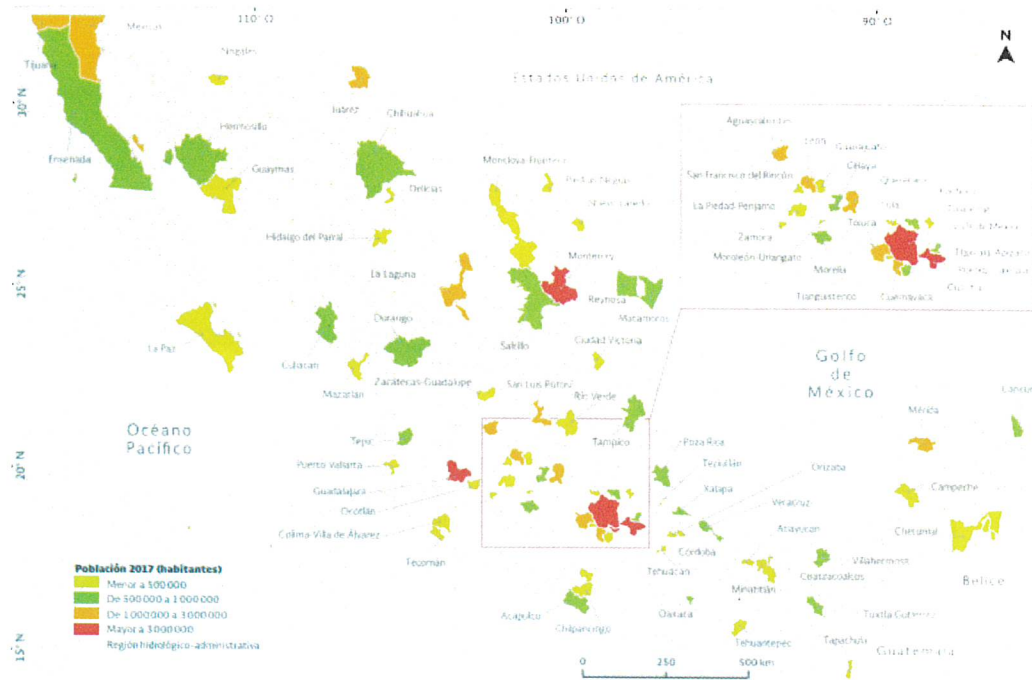 110° O
100° O
90° O
N
Mexicali
Nogales
Tijuana
Estados Unidos de América
30° N
Juárez
Chihuahua
Aguascalientes
Hermosillo
León
Guanajuato
Ensenada
Guaymas
Monclova-Frontera
Celaya
San Francisco del Rincón
Piedras Negras
Querétaro
Delicias
Nuevo Laredo
La Piedad-Pénjamo
Toluca
Hidalgo del Parral
Zamora
Monterrey
Moroleón-Uriangato
Morelia
La Laguna
25° N
Reynosa
Tianguistenco
Cuernavaca
Cuautla
Durango
Matamoros
La Paz
Saltillo
Ciudad Victoria
Culiacán
Golfo
de
México
Zacatecas-Guadalupe
San Luis Potosí
Mazatlán
Río Verde
Cancún
Mérida
Océano
Pacífico
Tepic
Tampico
Poza Rica
20° N
Puerto Vallarta
Teziutlán
Orizaba
Guadalajara
Xalapa
Campeche
Ocotlán
Veracruz
Colima-Villa de Álvarez
Acayucan
Chetumal
Córdoba
Tecomán
Tehuacán
Villahermosa
Población 2017 (habitantes)
Minatitlán
Coatzacoalcos
Belice
Menor a 500 000
De 500 000 a 1 000 000
De 1 000 000 a 3 000 000
Mayor a 3 000 000
Región hidrológico-administrativa
Acapulco
Chilpancingo
Oaxaca
Tuxtla Gutiérrez
Tehuantepec
Tapachula
Guatemala
15° N
0
250
500 km